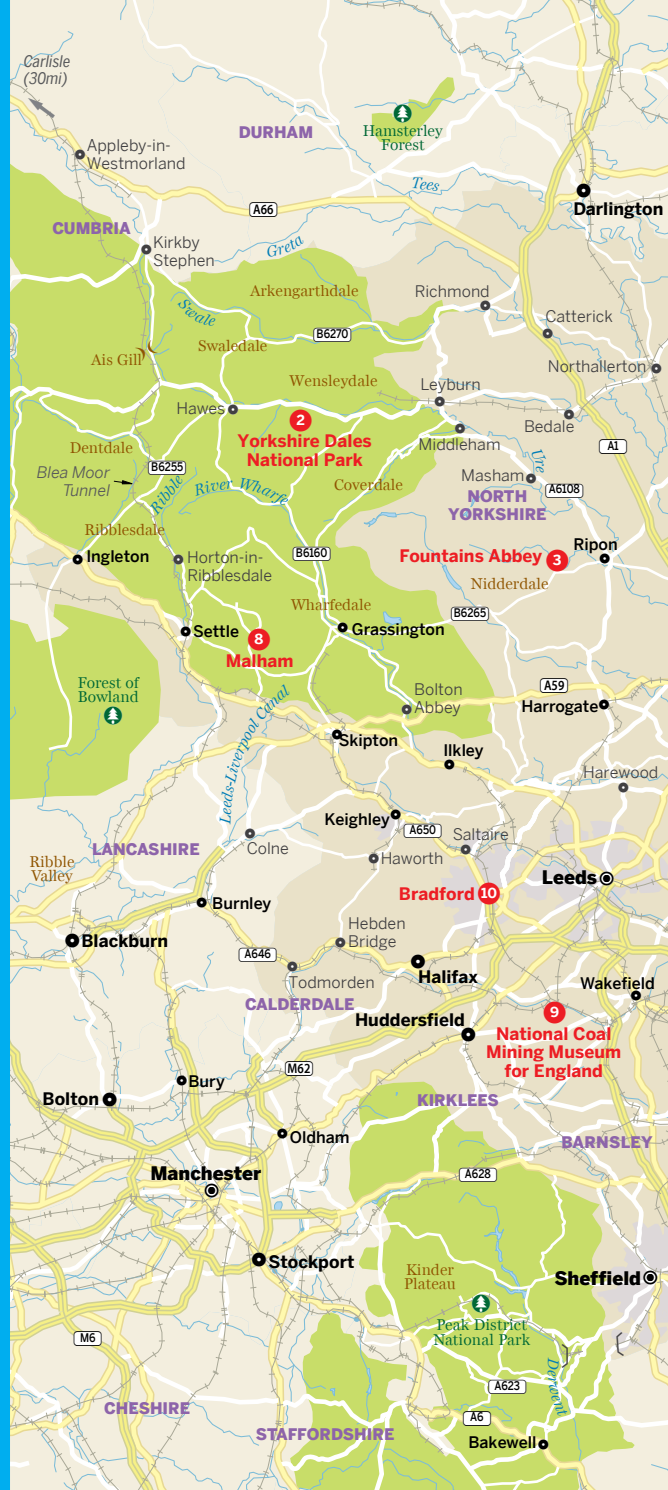 Carlisle
(30mi)
DURHAM
Hamsterley
Forest
Appleby-in-
Westmorland
Tees
A66
Darlington
CUMBRIA
Kirkby
Stephen
Greta
Arkengarthdale
Richmond
Swale
Catterick
B6270
Swaledale
Ais Gill
Northallerton
Wensleydale
Leyburn
Hawes
2
Yorkshire Dales
National Park
Bedale
Middleham
A1
Dentdale
Ure
B6255
Blea Moor
Tunnel
Ribble
River Wharfe
Coverdale
Masham
A6108
NORTH
YORKSHIRE
Ribblesdale
Ingleton
Horton-in-
Ribblesdale
B6160
Fountains Abbey
3
Ripon
Nidderdale
Wharfedale
B6265
Settle
8
Malham
Grassington
Forest of
Bowland
A59
Bolton
Abbey
Harrogate
Leeds-Liverpool Canal
Skipton
Ilkley
Harewood
Keighley
A650
Saltaire
Colne
LANCASHIRE
Haworth
Ribble
Valley
Leeds
Bradford
10
Burnley
Hebden
Bridge
Blackburn
A646
Halifax
Todmorden
Wakefield
CALDERDALE
Huddersfield
9
National Coal
Mining Museum
for England
M62
Bury
Bolton
KIRKLEES
Oldham
BARNSLEY
Manchester
A628
Stockport
Kinder
Plateau
Sheffield
Peak District
National Park
M6
Derwent
A623
CHESHIRE
A6
STAFFORDSHIRE
Bakewell